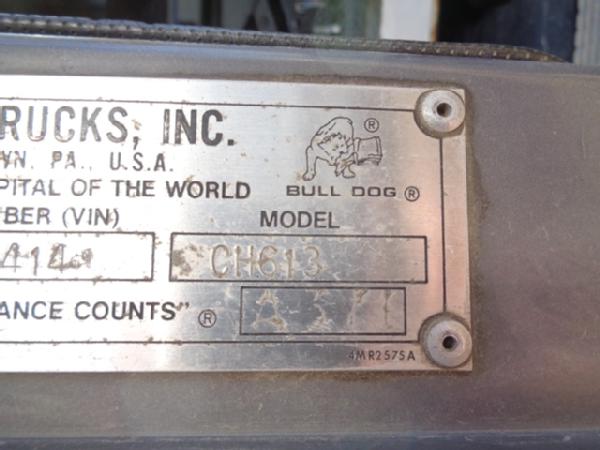 RUCKS, INC.
WN, PA., U.S.A.
PITAL OF THE WORLD
BULL DOG ®
BER (VIN)
MODEL
CH613
ANCE COUNTS" ®
4MR2575A